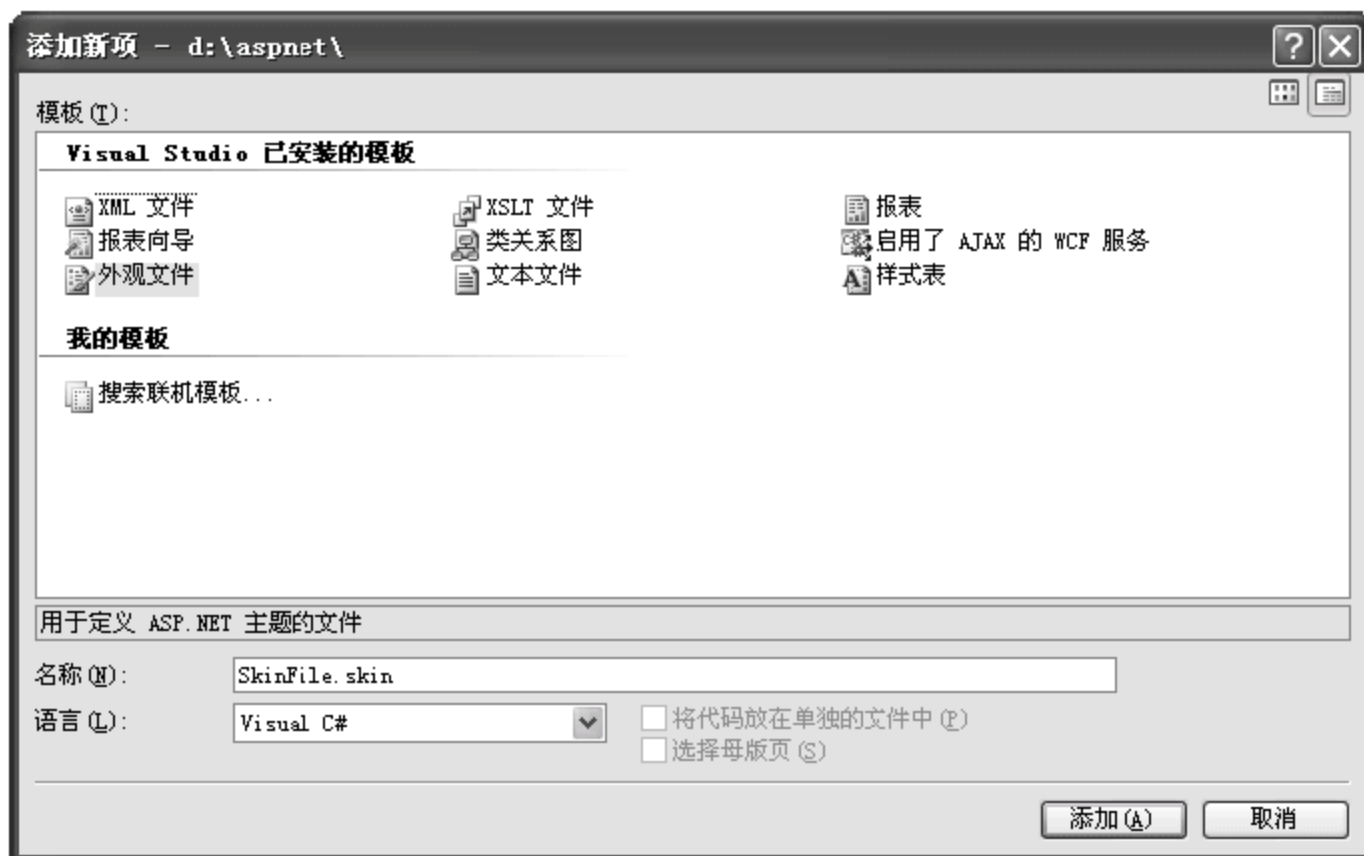 添加新项 - d:\aspnet\
模板(T):
Visual Studio 已安装的模板
XML 文件 XSLT 文件 报表
报表向导 类关系图 启用了 AJAX 的 WCF 服务
外观文件 文本文件 样式表
我的模板
搜索联机模板...
用于定义 ASP.NET 主题的文件
名称(N): SkinFile.skin
语言(L): Visual C# 将代码放在单独的文件中(P)
选择母版页(S)
添加(A) 取消